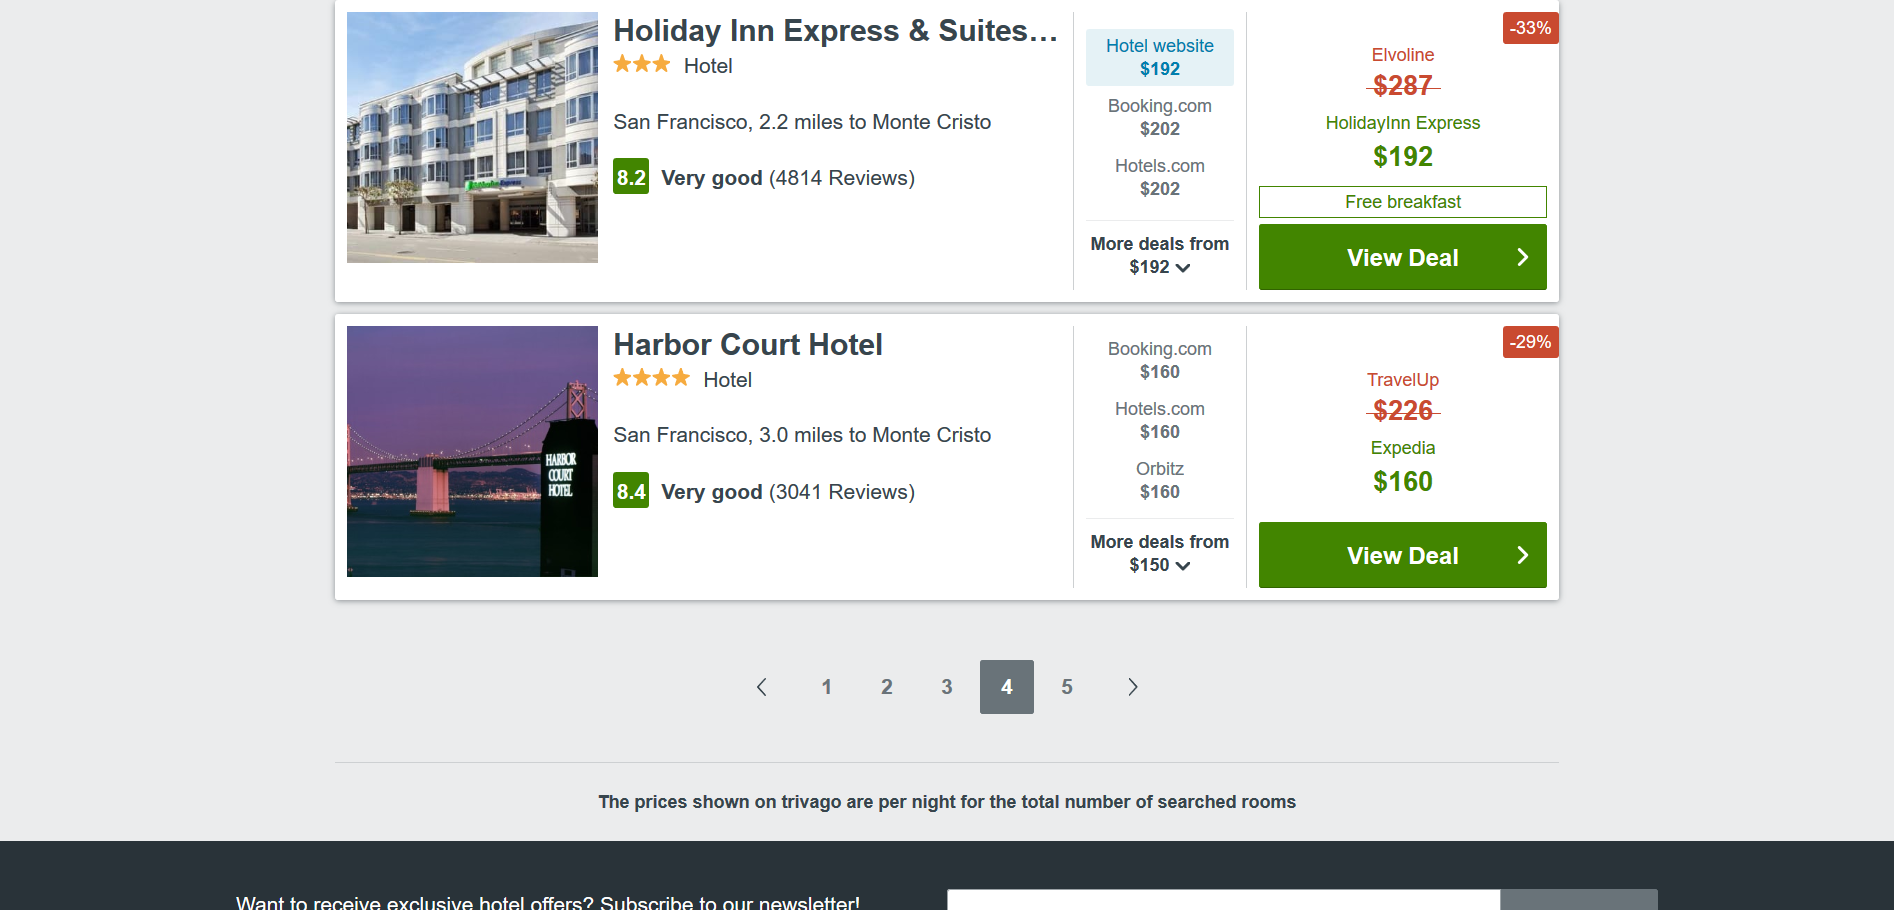 Holiday Inn Express & Suites...
Hotel
San Francisco, 2.2 miles to Monte Cristo
8.2 Very good (4814 Reviews)
Hotel website
$192
Booking.com
$202
Hotels.com
$202
More deals from
$192
-33%
Elvoline
$287
HolidayInn Express
$192
Free breakfast
View Deal
Harbor Court Hotel
Hotel
San Francisco, 3.0 miles to Monte Cristo
8.4 Very good (3041 Reviews)
HARBOR
COURT
HOTEL
Booking.com
$160
Hotels.com
$160
Orbitz
$160
More deals from
$150
-29%
TravelUp
$226
Expedia
$160
View Deal
1 2 3 4 5
The prices shown on trivago are per night for the total number of searched rooms
Want to receive exclusive hotel offers? Subscribe to our newsletter!